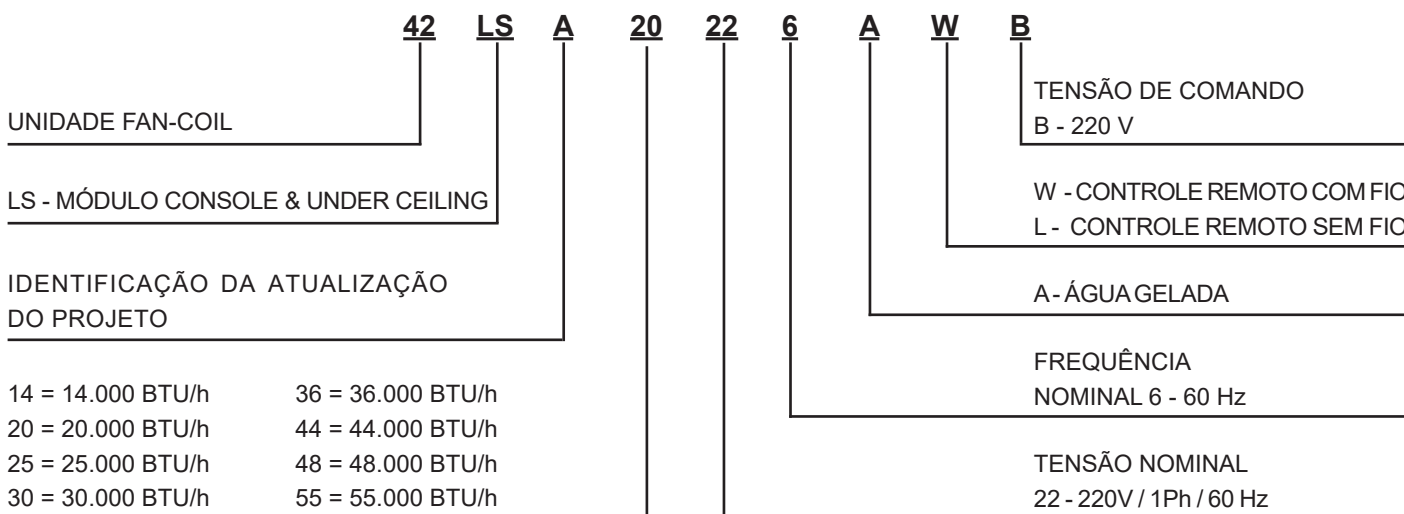 42 LS A 20 22 6 A W B
UNIDADE FAN-COIL
LS - MÓDULO CONSOLE & UNDER CEILING
IDENTIFICAÇÃO DA ATUALIZAÇÃO
DO PROJETO
14 = 14.000 BTU/h 36 = 36.000 BTU/h
20 = 20.000 BTU/h 44 = 44.000 BTU/h
25 = 25.000 BTU/h 48 = 48.000 BTU/h
30 = 30.000 BTU/h 55 = 55.000 BTU/h
TENSÃO DE COMANDO
B - 220 V
W - CONTROLE REMOTO COM FIO
L - CONTROLE REMOTO SEM FIO
A - ÁGUA GELADA
FREQUÊNCIA
NOMINAL 6 - 60 Hz
TENSÃO NOMINAL
22 - 220V / 1Ph / 60 Hz